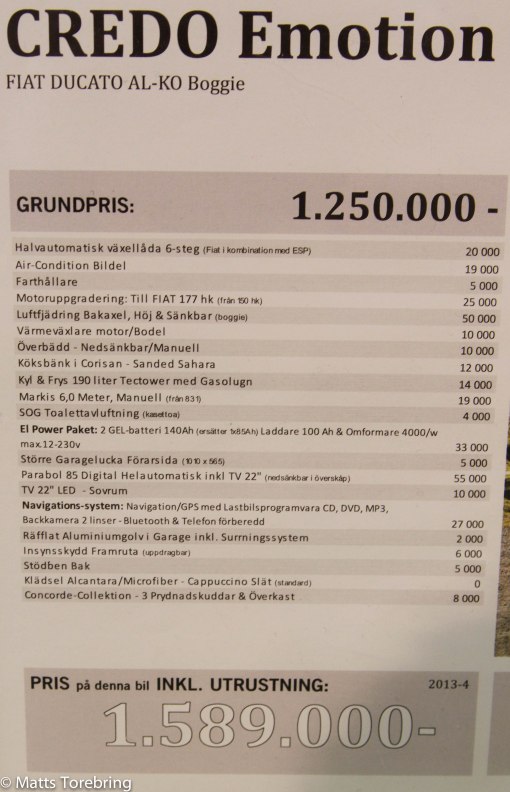 CREDO Emotion
FIAT DUCATO AL-KO Boggie
GRUNDPRIS: 1.250.000 -
Halvautomatisk växellåda 6-steg (Fiat i kombination med ESP) 20 000
Air-Condition Bildel 19 000
Farthållare 5 000
Motoruppgradering: Till FIAT 177 hk (från 150 hk) 25 000
Luftfjädring Bakaxel, Höj & Sänkbar (boggie) 50 000
Värmeväxlare motor/Bodel 10 000
Överbädd - Nedsänkbar/Manuell 10 000
Köksbänk i Corisan - Sanded Sahara 12 000
Kyl & Frys 190 liter Tectower med Gasolugn 14 000
Markis 6,0 Meter, Manuell (från 831) 19 000
SOG Toalettavluftning (kasettoa) 4 000
El Power Paket: 2 GEL-batteri 140Ah (ersätter 1x85Ah) Laddare 100 Ah & Omformare 4000/w
max.12-230v 33 000
Större Garagelucka Förarsida (1010 x 565) 5 000
Parabol 85 Digital Helautomatisk inkl TV 22" (nedsänkbar i överskåp) 55 000
TV 22" LED - Sovrum 10 000
Navigations-system: Navigation/GPS med Lastbilsprogramvara CD, DVD, MP3,
Backkamera 2 linser - Bluetooth & Telefon förberedd 27 000
Räfflat Aluminiumgolv i Garage inkl. Surrningssystem 2 000
Insynsskydd Framruta (uppdragbar) 6 000
Stödben Bak 5 000
Klädsel Alcantara/Microfiber - Cappuccino Slät (standard) 0
Concorde-Collection - 3 Prydnadskuddar & Överkast 8 000
PRIS på denna bil INKL. UTRUSTNING: 2013-4
1.589.000-
© Matts Torebring